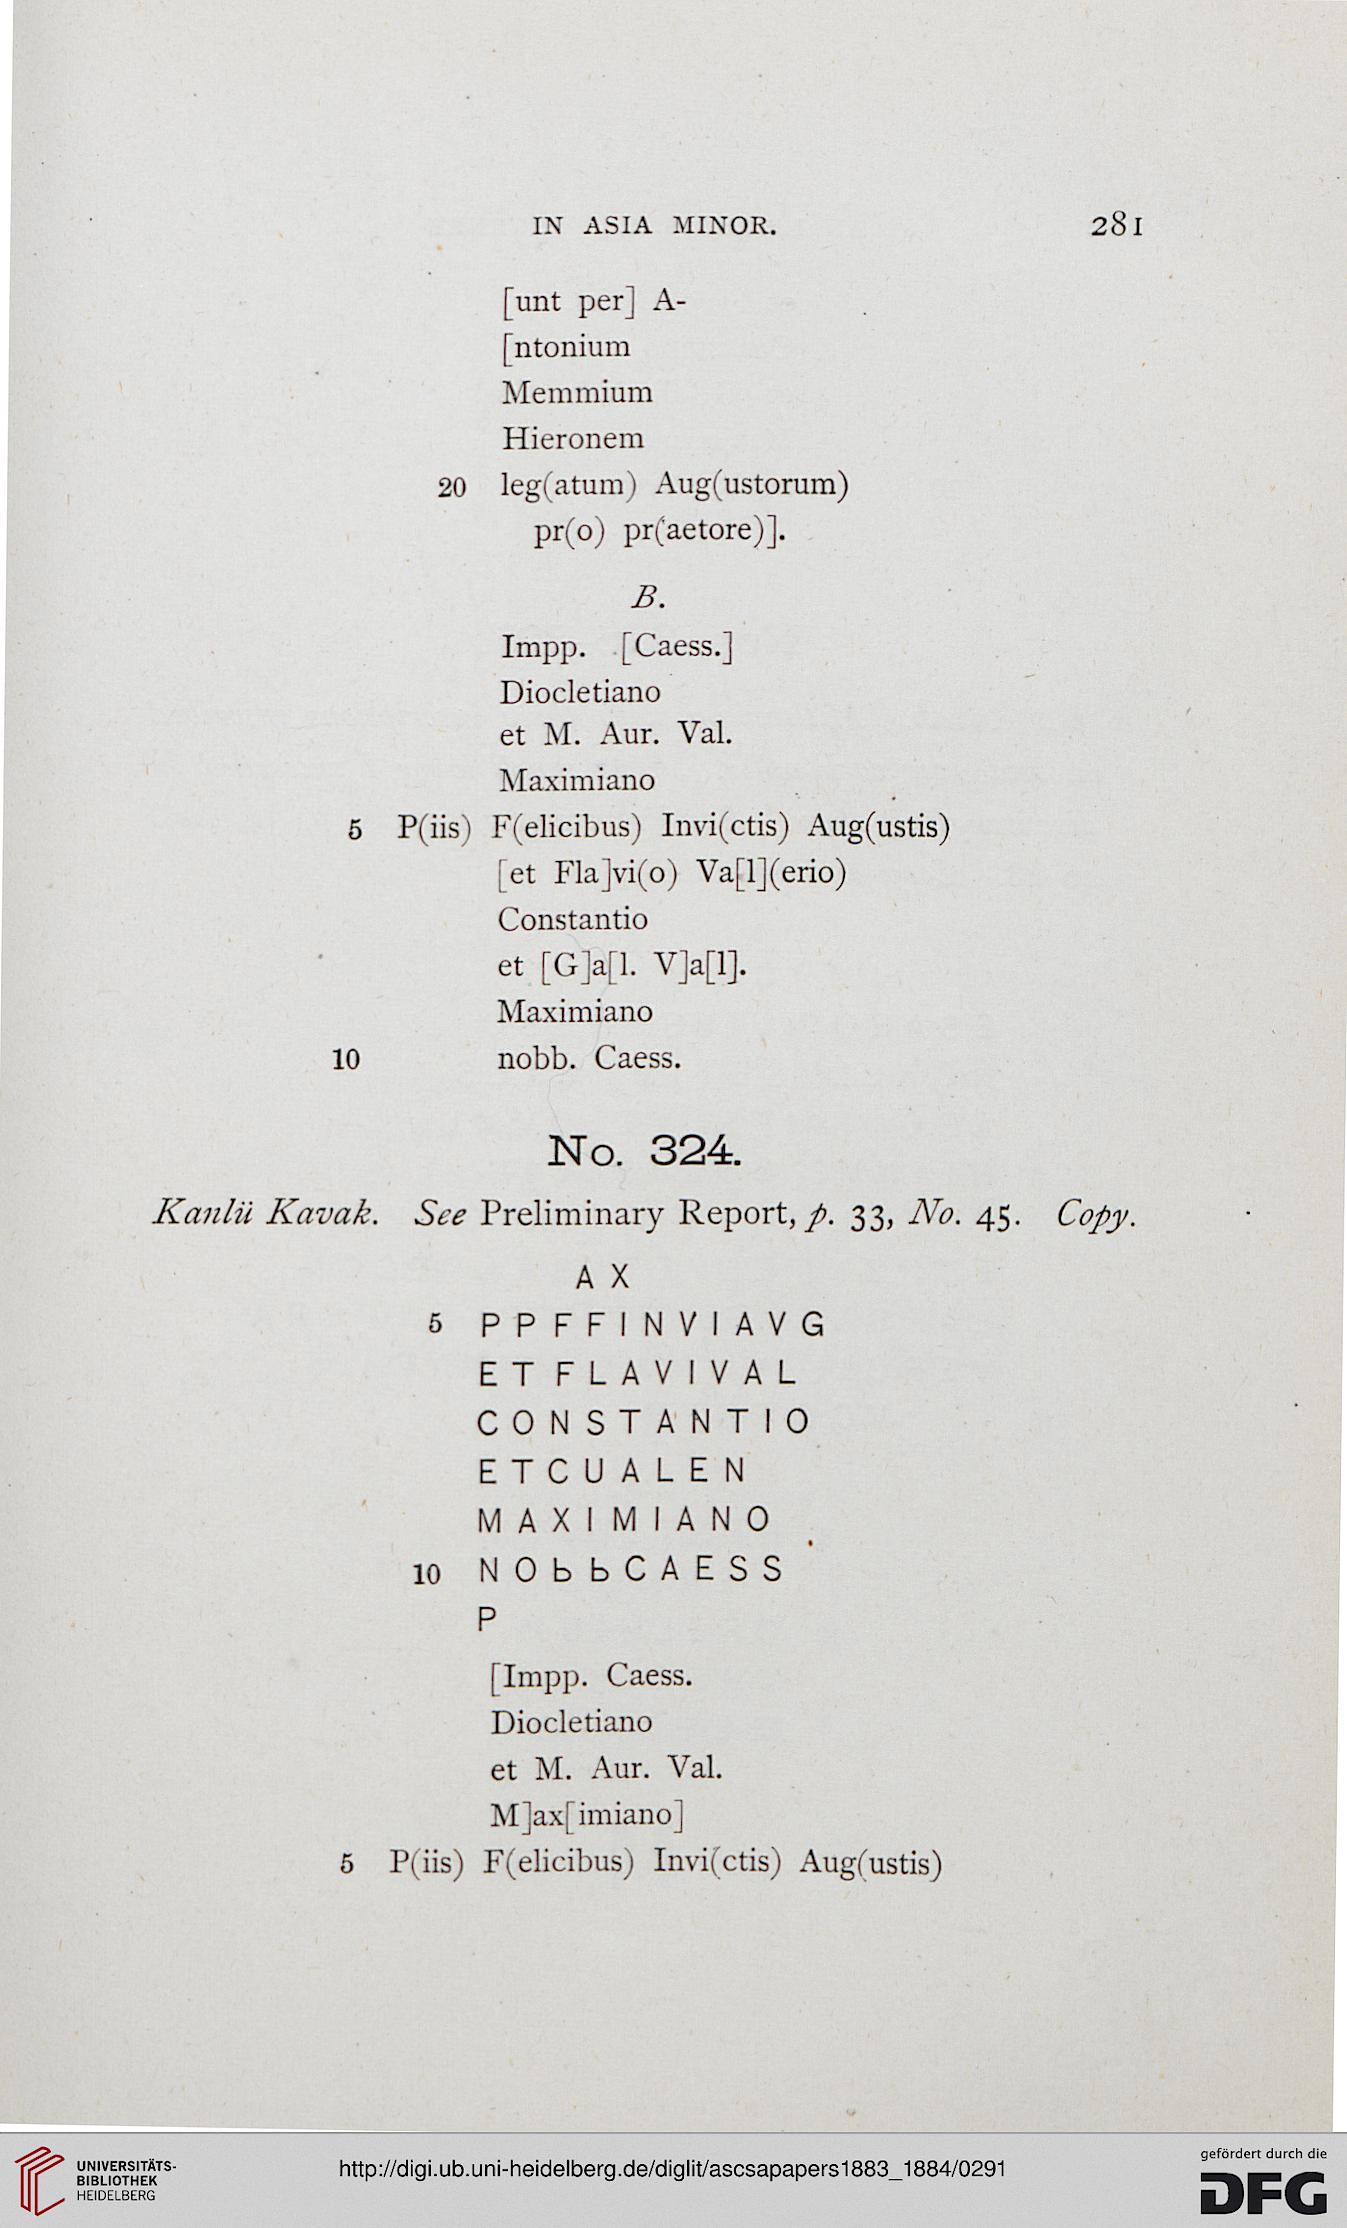 IN ASIA MINOR. 281
[unt per] A-
[ntonium
Memmium
Hieronem
20 leg(atum) Aug(ustorum)
pr(o) pr(aetore)].
B.
Impp. [Caess.]
Diocletiano
et M. Aur. Val.
Maximiano
5 P(iis) F(elicibus) Invi(ctis) Aug(ustis)
[et Fla]vi(o) Va[l](erio)
Constantio
et [G]a[l. V]a[l].
Maximiano
10 nobb. Caess.
No. 324.
Kanlü Kavak. See Preliminary Report, p. 33, No. 45. Copy.
A X
5 P P F F I N V I A V G
E T F L A V I V A L
C O N S T A N T I O
E T C U A L E N
M A X I M I A N O
10 N O b b C A E S S
P
[Impp. Caess.
Diocletiano
et M. Aur. Val.
M]ax[imiano]
5 P(iis) F(elicibus) Invi(ctis) Aug(ustis)
UNIVERSITÄTS-
BIBLIOTHEK
HEIDELBERG
http://digi.ub.uni-heidelberg.de/diglit/ascsapapers1883_1884/0291
gefördert durch die
DFG